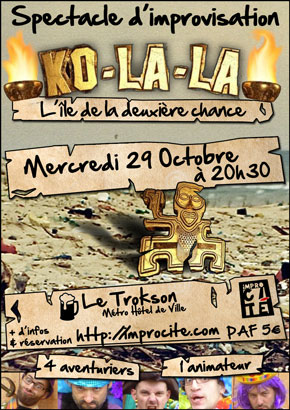 Spectacle d'improvisation
KO-LA-LA
L'île de la deuxième chance
Mercredi 29 Octobre
à 20h30
Le Trokson
Métro Hôtel de Ville
IMPRO
CITÉ
+ d'infos
& réservation http://improcite.com PAF 5€
4 aventuriers
1 animateur